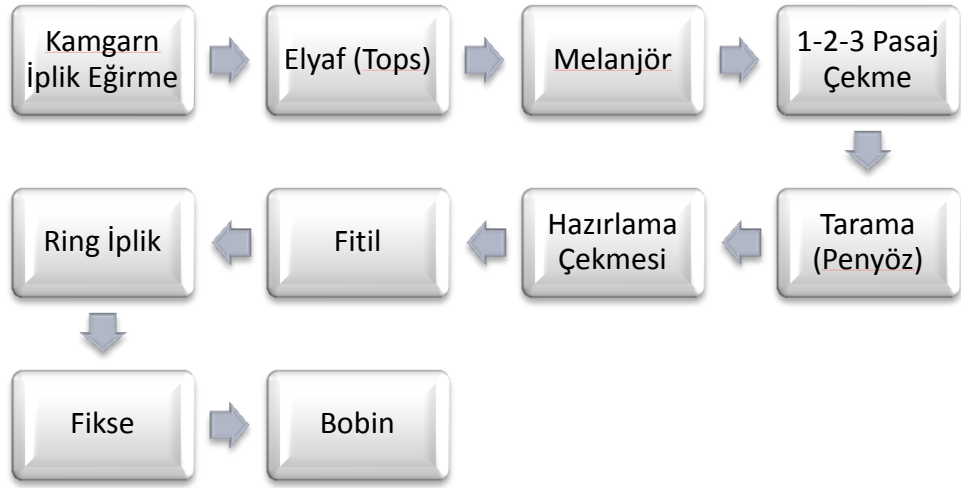 Kamgarn
İplik Eğirme
Elyaf (Tops)
Melanjör
1-2-3 Pasaj
Çekme
Tarama
(Penyöz)
Hazırlama
Çekmesi
Fitil
Ring İplik
Fikse
Bobin